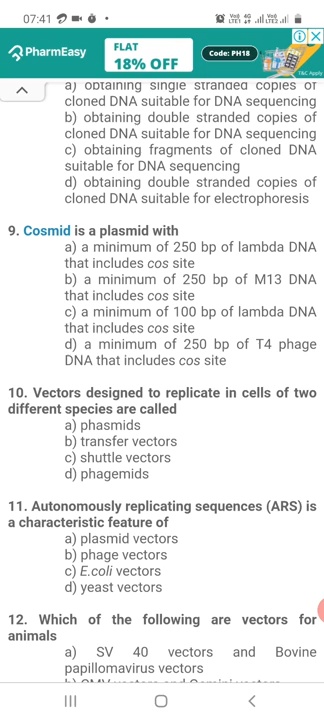 07:41
Vo) 4G
LTE1
Vo)
LTE2
PharmEasy
FLAT
18% OFF
Code: PH18
T&C Apply
a) obtaining single stranded copies of
cloned DNA suitable for DNA sequencing
b) obtaining double stranded copies of
cloned DNA suitable for DNA sequencing
c) obtaining fragments of cloned DNA
suitable for DNA sequencing
d) obtaining double stranded copies of
cloned DNA suitable for electrophoresis
9. Cosmid is a plasmid with
a) a minimum of 250 bp of lambda DNA
that includes cos site
b) a minimum of 250 bp of M13 DNA
that includes cos site
c) a minimum of 100 bp of lambda DNA
that includes cos site
d) a minimum of 250 bp of T4 phage
DNA that includes cos site
10. Vectors designed to replicate in cells of two
different species are called
a) phasmids
b) transfer vectors
c) shuttle vectors
d) phagemids
11. Autonomously replicating sequences (ARS) is
a characteristic feature of
a) plasmid vectors
b) phage vectors
c) E.coli vectors
d) yeast vectors
12. Which of the following are vectors for
animals
a) SV 40 vectors and Bovine
papillomavirus vectors